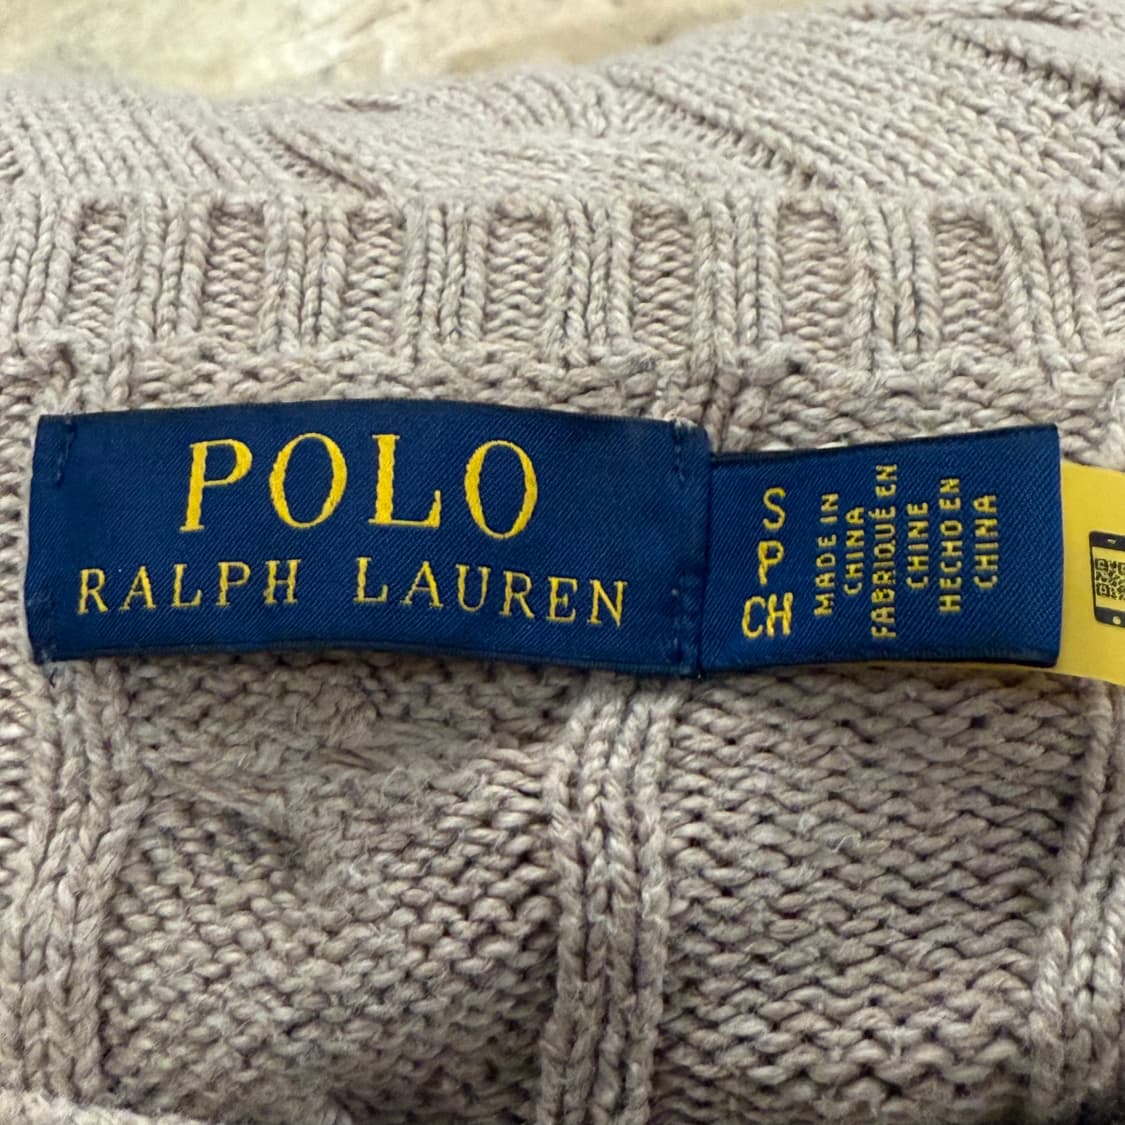 POLO
RALPH LAUREN
S
P
CH
MADE IN
CHINA
FABRIQUÉ EN
CHINE
HECHO EN
CHINA